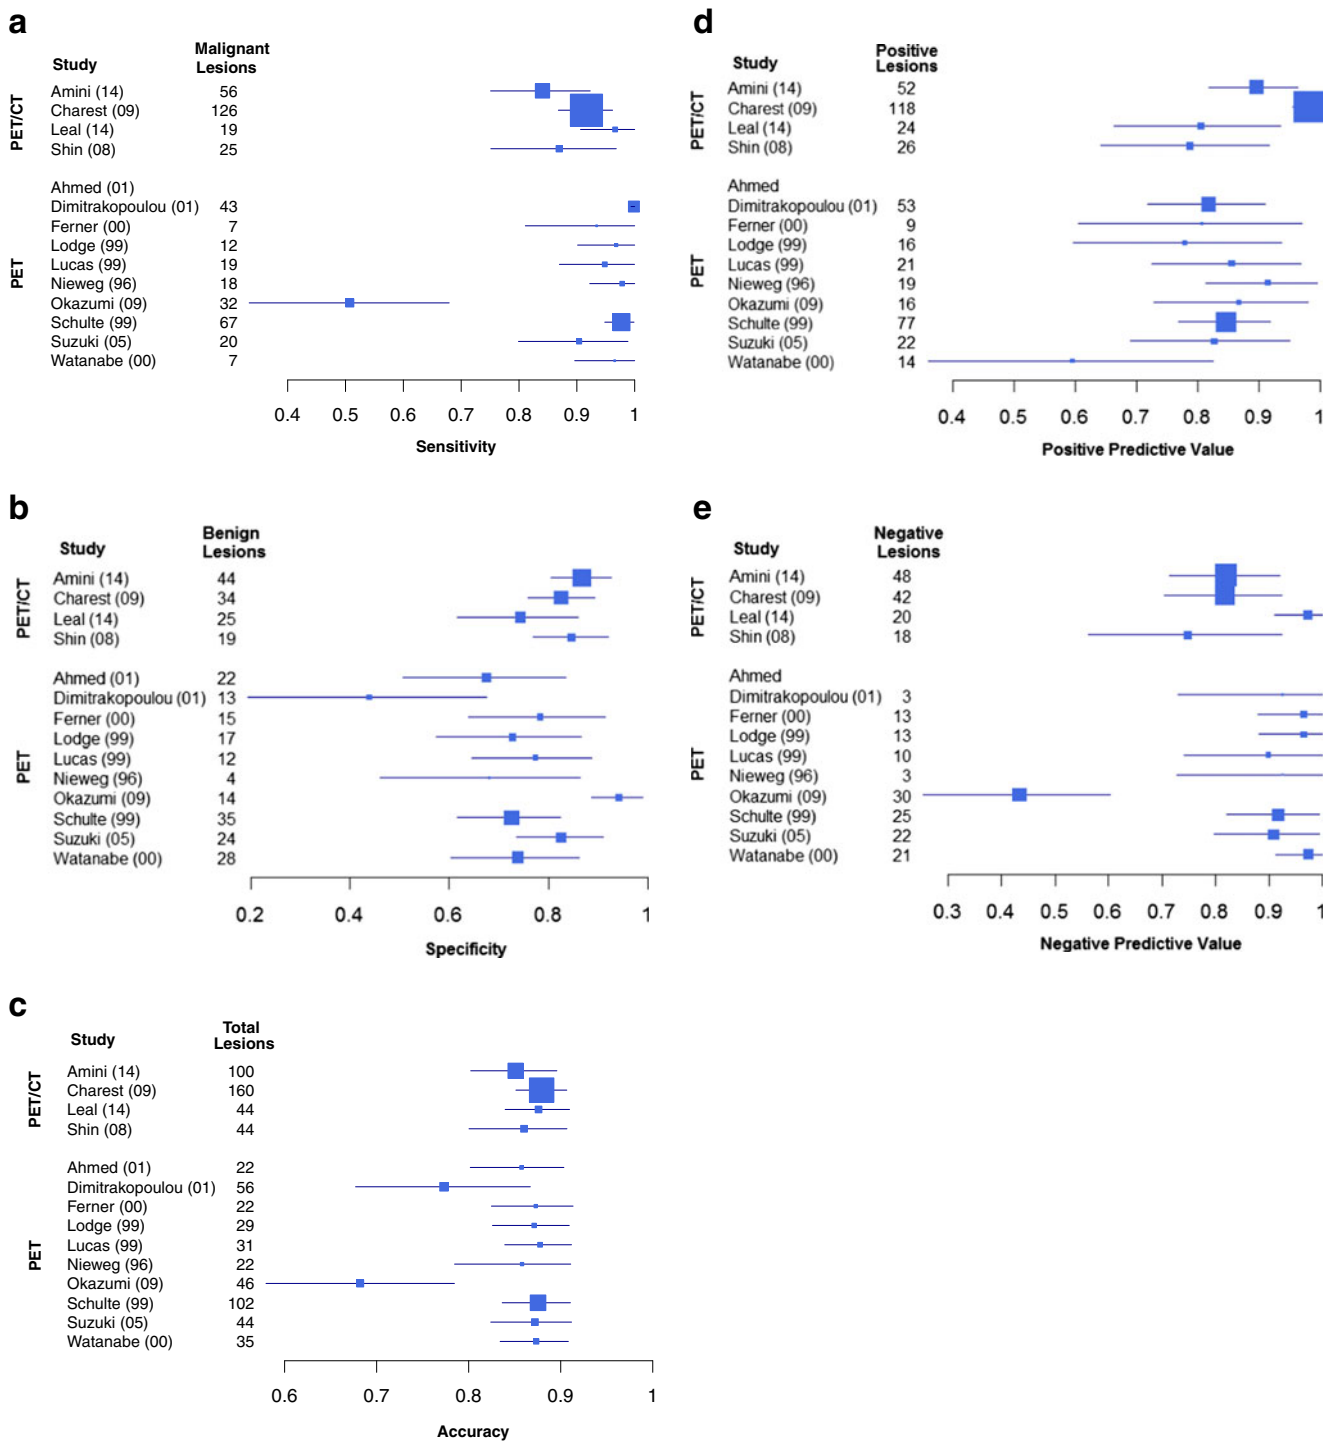 a
Study Malignant Lesions
PET/CT
Amini (14) 56
Charest (09) 126
Leal (14) 19
Shin (08) 25
PET
Ahmed (01)
Dimitrakopoulou (01) 43
Ferner (00) 7
Lodge (99) 12
Lucas (99) 19
Nieweg (96) 18
Okazumi (09) 32
Schulte (99) 67
Suzuki (05) 20
Watanabe (00) 7
0.4 0.5 0.6 0.7 0.8 0.9 1
Sensitivity
b
Study Benign Lesions
PET/CT
Amini (14) 44
Charest (09) 34
Leal (14) 25
Shin (08) 19
PET
Ahmed (01) 22
Dimitrakopoulou (01) 13
Ferner (00) 15
Lodge (99) 17
Lucas (99) 12
Nieweg (96) 4
Okazumi (09) 14
Schulte (99) 35
Suzuki (05) 24
Watanabe (00) 28
0.2 0.4 0.6 0.8 1
Specificity
c
Study Total Lesions
PET/CT
Amini (14) 100
Charest (09) 160
Leal (14) 44
Shin (08) 44
PET
Ahmed (01) 22
Dimitrakopoulou (01) 56
Ferner (00) 22
Lodge (99) 29
Lucas (99) 31
Nieweg (96) 22
Okazumi (09) 46
Schulte (99) 102
Suzuki (05) 44
Watanabe (00) 35
0.6 0.7 0.8 0.9 1
Accuracy
d
Study Positive Lesions
PET/CT
Amini (14) 52
Charest (09) 118
Leal (14) 24
Shin (08) 26
PET
Ahmed
Dimitrakopoulou (01) 53
Ferner (00) 9
Lodge (99) 16
Lucas (99) 21
Nieweg (96) 19
Okazumi (09) 16
Schulte (99) 77
Suzuki (05) 22
Watanabe (00) 14
0.4 0.5 0.6 0.7 0.8 0.9 1
Positive Predictive Value
e
Study Negative Lesions
PET/CT
Amini (14) 48
Charest (09) 42
Leal (14) 20
Shin (08) 18
PET
Ahmed
Dimitrakopoulou (01) 3
Ferner (00) 13
Lodge (99) 13
Lucas (99) 10
Nieweg (96) 3
Okazumi (09) 30
Schulte (99) 25
Suzuki (05) 22
Watanabe (00) 21
0.3 0.4 0.5 0.6 0.7 0.8 0.9 1
Negative Predictive Value